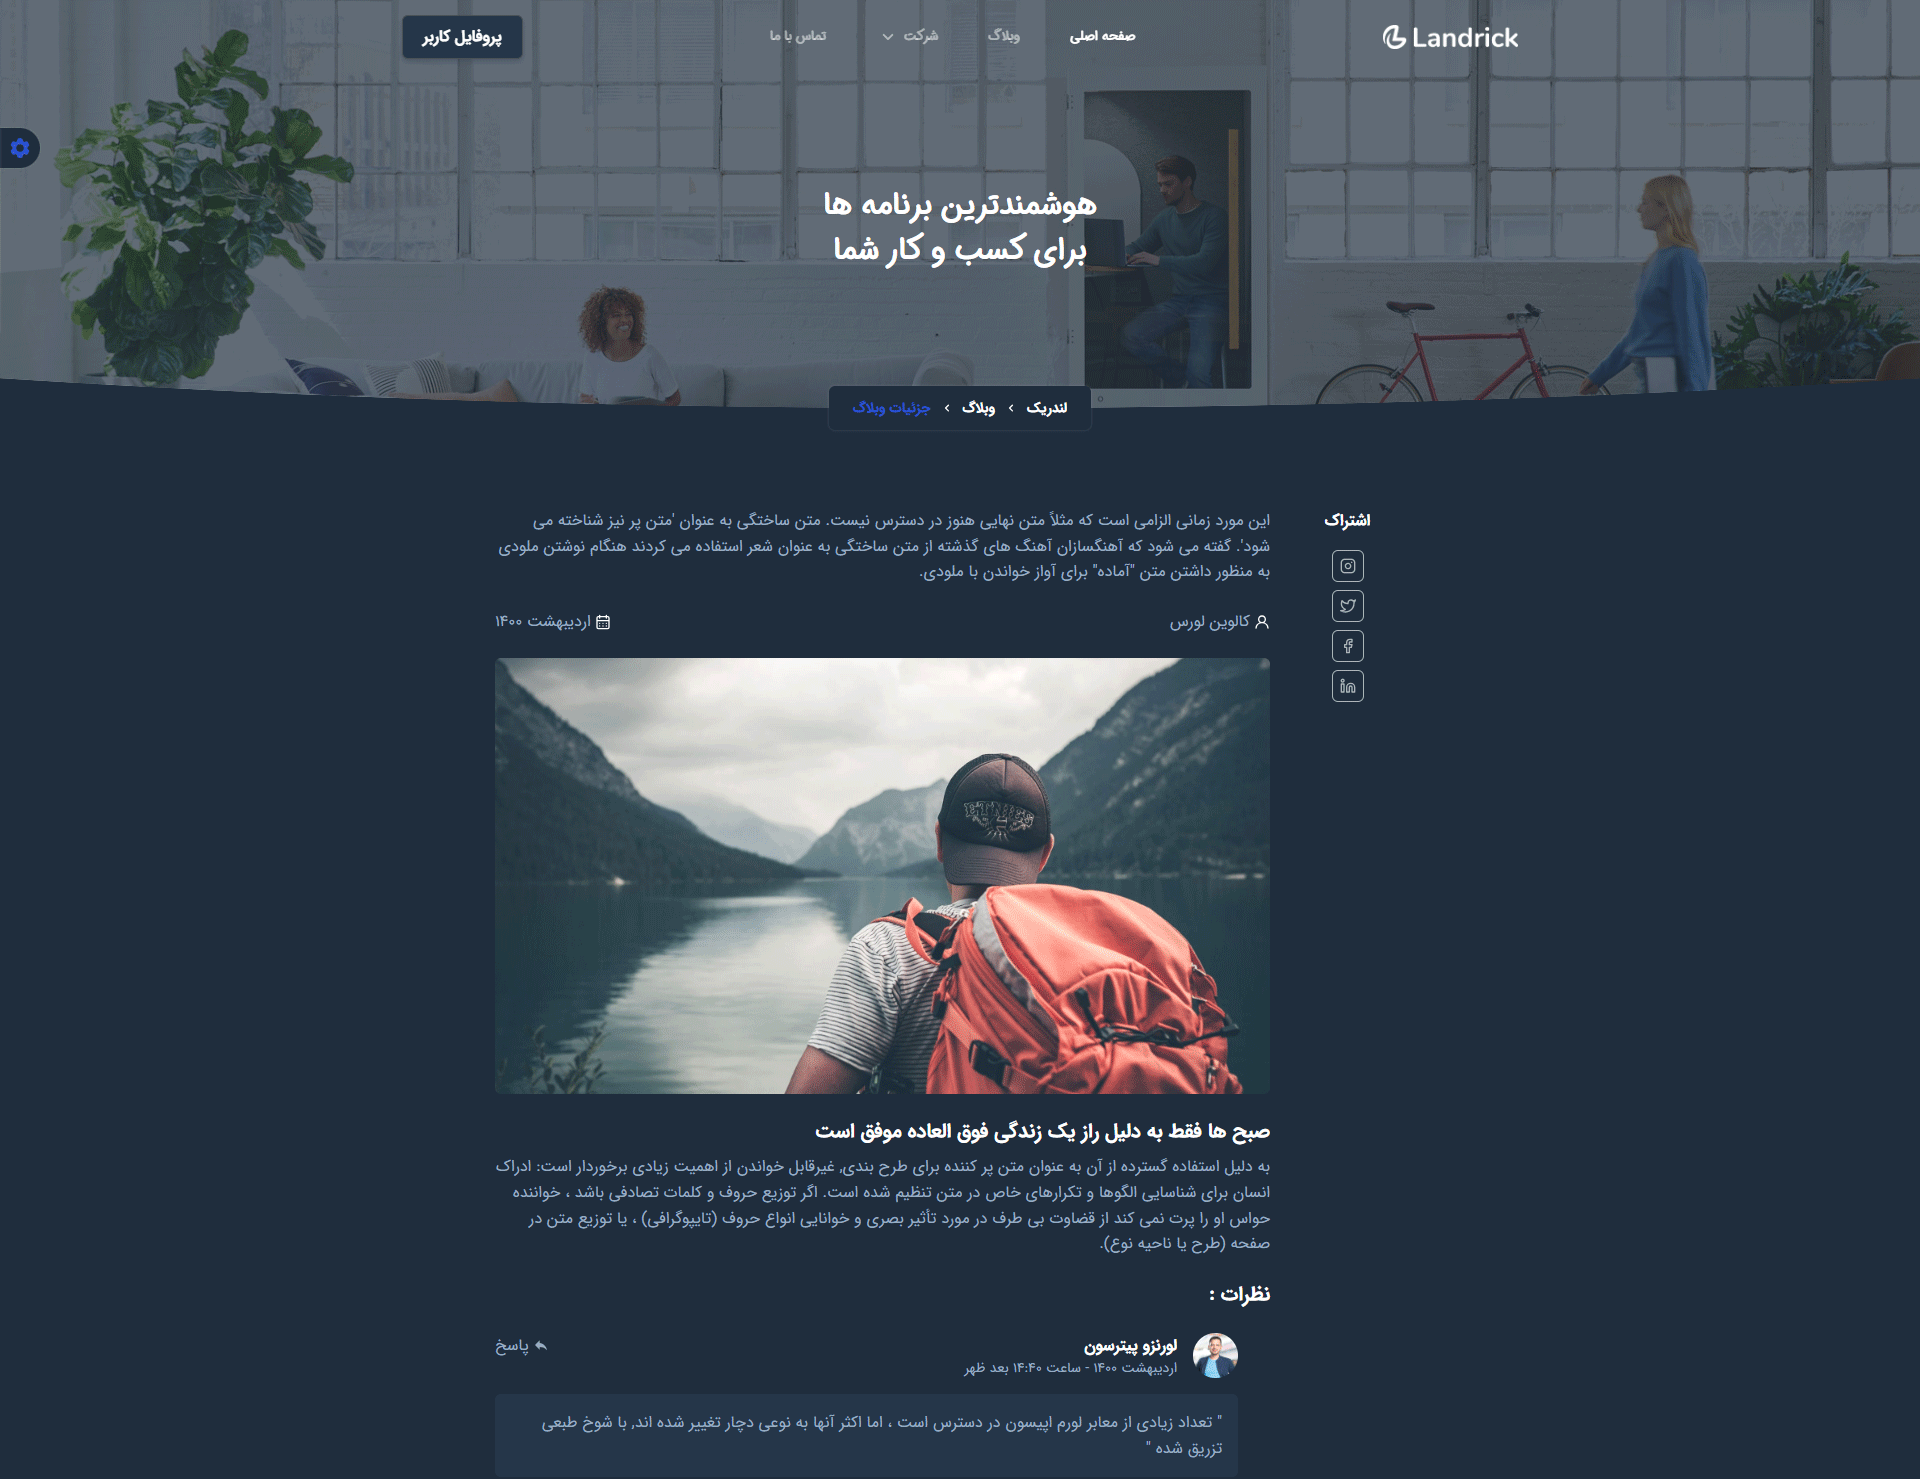 Landrick
صفحه اصلی
وبلاگ
شرکت
تماس با ما
پروفایل کاربر
هوشمندترین برنامه ها
برای کسب و کار شما
لندریک › وبلاگ › جزئیات وبلاگ
اشتراک
این مورد زمانی الزامی است که مثلاً متن نهایی هنوز در دسترس نیست. متن ساختگی به عنوان 'متن پر نیز شناخته می
شود'. گفته می شود که آهنگسازان آهنگ های گذشته از متن ساختگی به عنوان شعر استفاده می کردند هنگام نوشتن ملودی
به منظور داشتن متن "آماده" برای آواز خواندن با ملودی.
کالوین لورس
اردیبهشت ۱۴۰۰
ETNIES
صبح ها فقط به دلیل راز یک زندگی فوق العاده موفق است
به دلیل استفاده گسترده از آن به عنوان متن پر کننده برای طرح بندی, غیرقابل خواندن از اهمیت زیادی برخوردار است: ادراک
انسان برای شناسایی الگوها و تکرارهای خاص در متن تنظیم شده است. اگر توزیع حروف و کلمات تصادفی باشد ، خواننده
حواس او را پرت نمی کند از قضاوت بی طرف در مورد تأثیر بصری و خوانایی انواع حروف (تایپوگرافی) ، یا توزیع متن در
صفحه (طرح یا ناحیه نوع).
نظرات :
لورنزو پیترسون
پاسخ
اردیبهشت ۱۴۰۰ - ساعت ۱۴:۴۰ بعد ظهر
" تعداد زیادی از معابر لورم اپیسون در دسترس است ، اما اکثر آنها به نوعی دچار تغییر شده اند, با شوخ طبعی
تزریق شده "